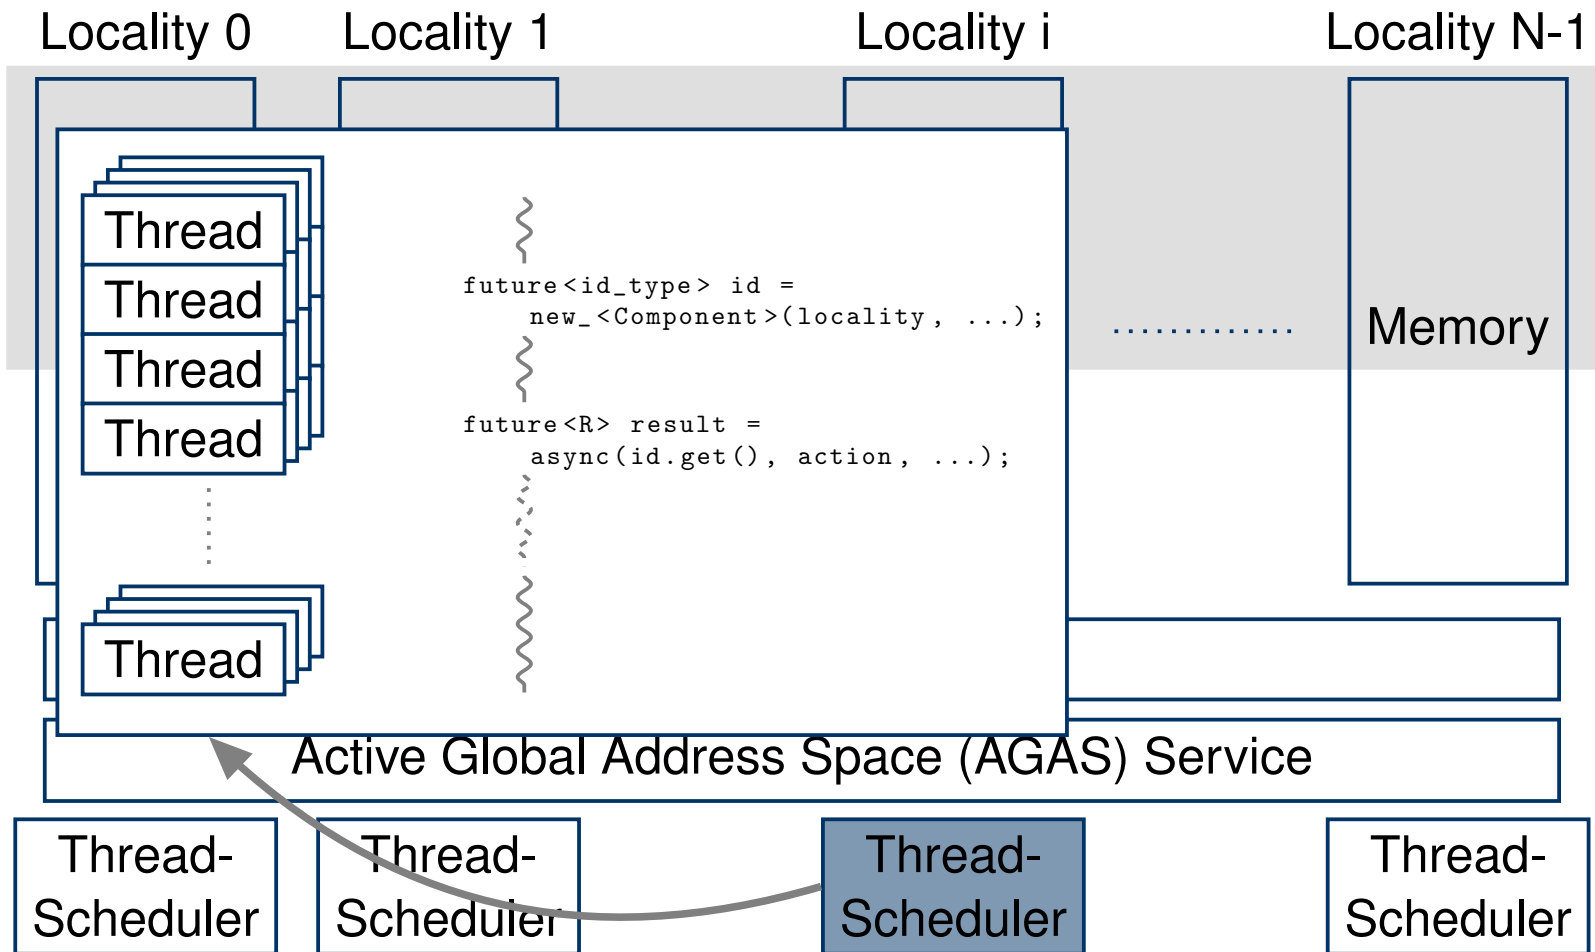 Locality 0 Locality 1 Locality i Locality N-1
Thread
Thread
Thread
Thread
Thread
future<id_type> id =
new_<Component>(locality, ...);
future<R> result =
async(id.get(), action, ...);
Memory
Active Global Address Space (AGAS) Service
Thread-
Scheduler
Thread-
Scheduler
Thread-
Scheduler
Thread-
Scheduler